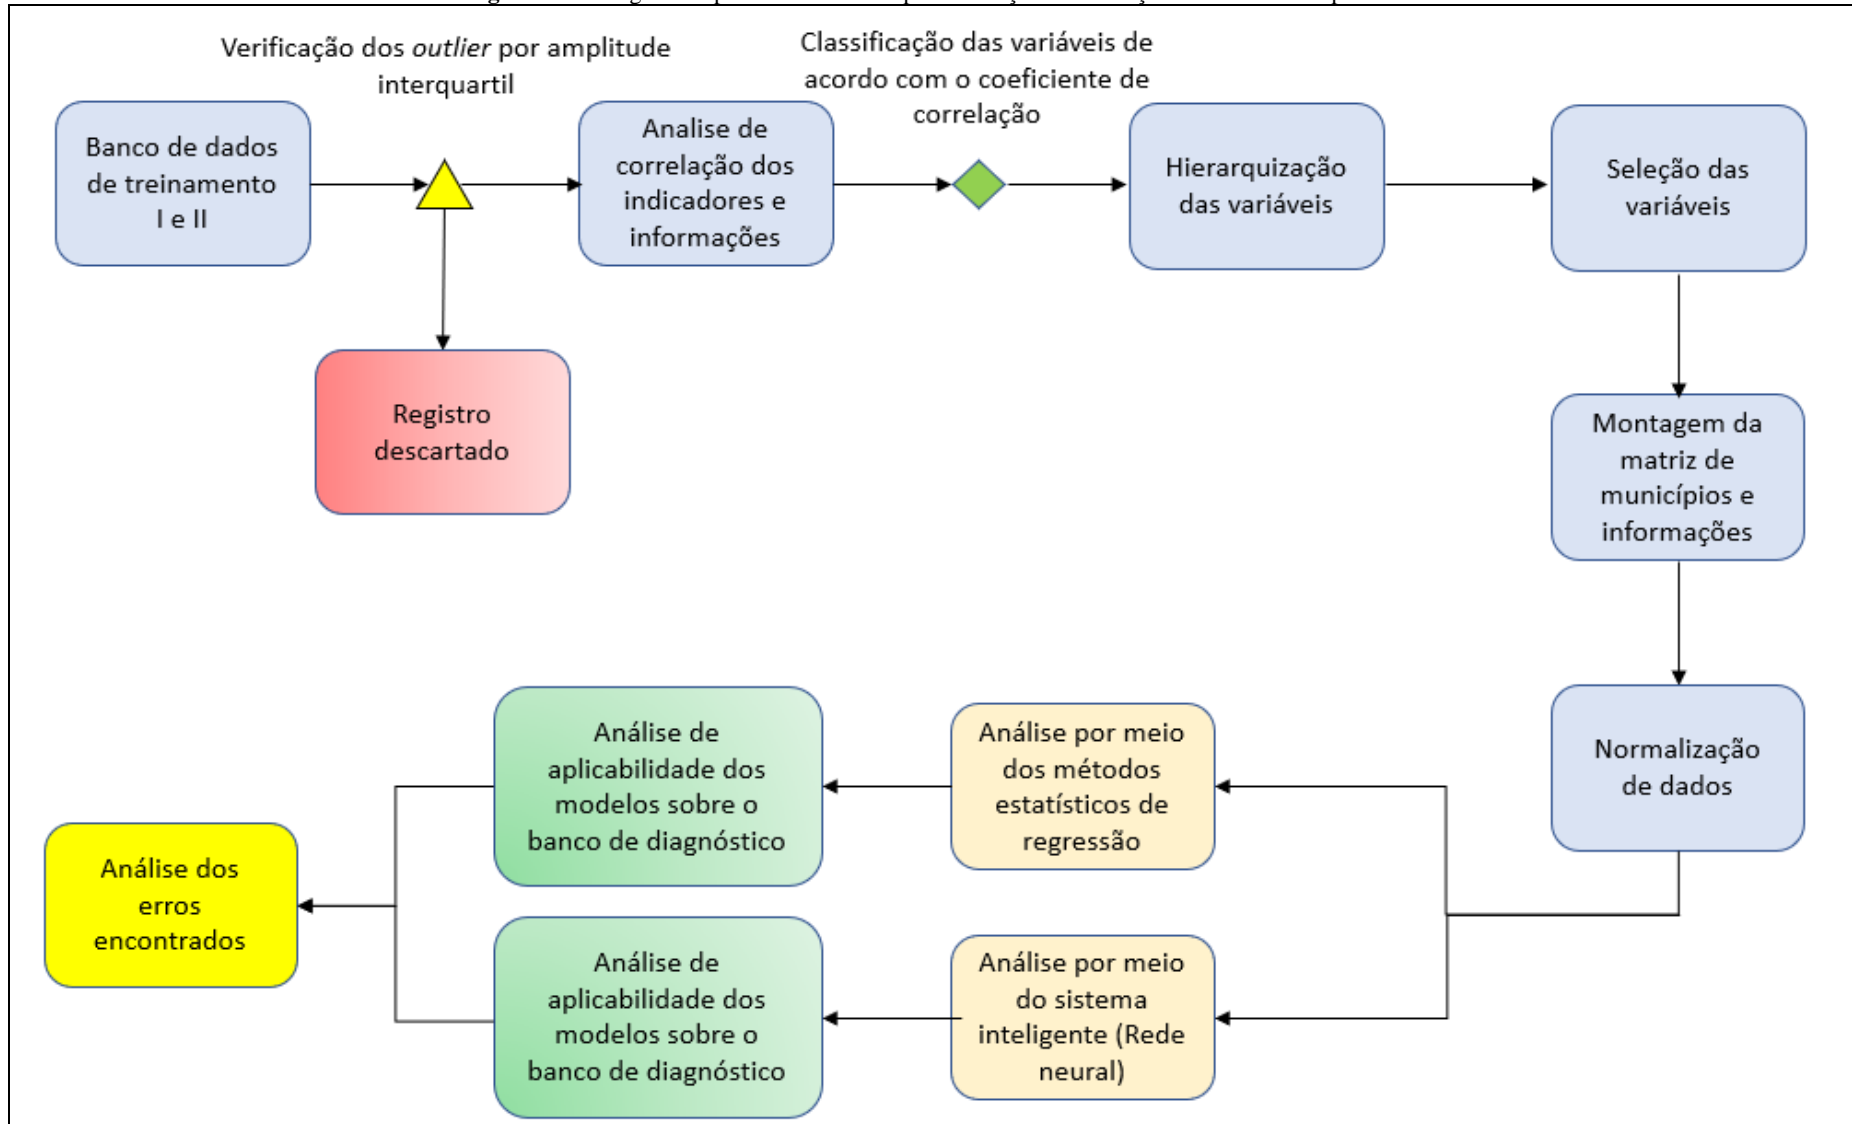 Verificação dos outlier por amplitude
interquartil
Classificação das variáveis de
acordo com o coeficiente de
correlação
Banco de dados
de treinamento
I e II
Analise de
correlação dos
indicadores e
informações
Hierarquização
das variáveis
Seleção das
variáveis
Registro
descartado
Montagem da
matriz de
municípios e
informações
Normalização
de dados
Análise por meio
dos métodos
estatísticos de
regressão
Análise de
aplicabilidade dos
modelos sobre o
banco de diagnóstico
Análise por meio
do sistema
inteligente (Rede
neural)
Análise de
aplicabilidade dos
modelos sobre o
banco de diagnóstico
Análise dos
erros
encontrados